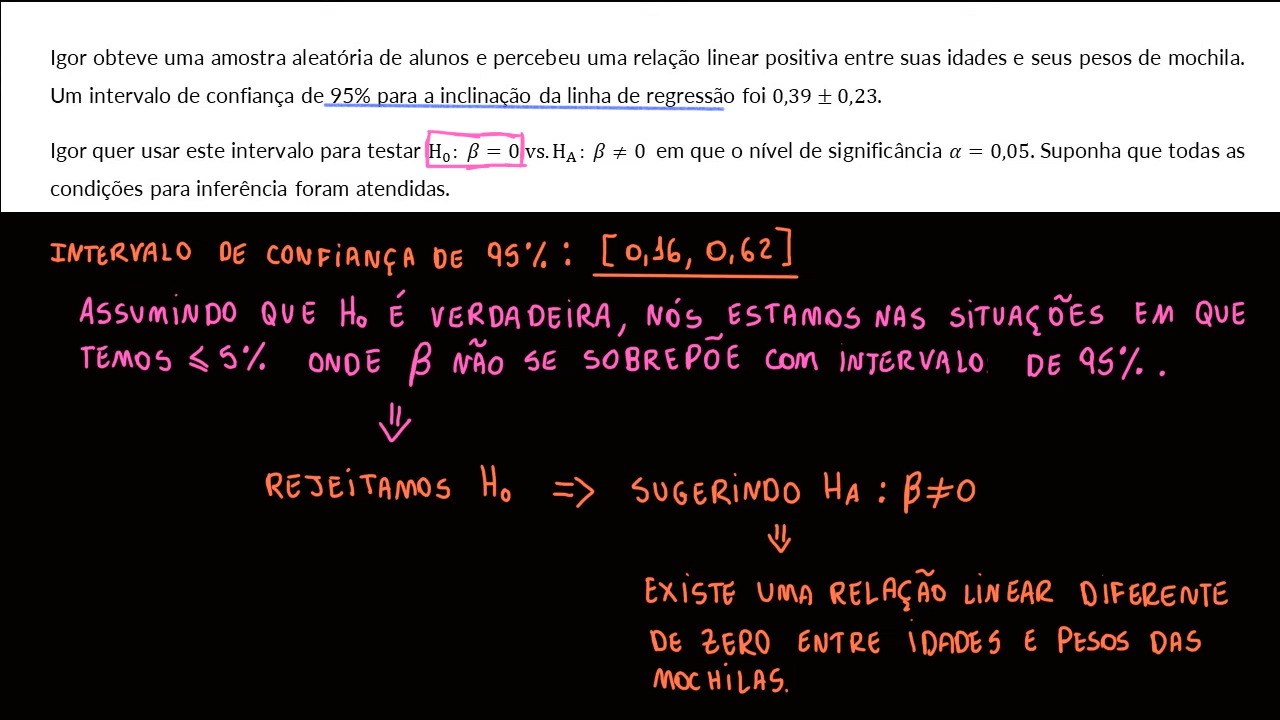 Igor obteve uma amostra aleatória de alunos e percebeu uma relação linear positiva entre suas idades e seus pesos de mochila.
Um intervalo de confiança de 95% para a inclinação da linha de regressão foi 0,39 ± 0,23.
Igor quer usar este intervalo para testar H₀: β = 0 vs. Hₐ: β ≠ 0 em que o nível de significância α = 0,05. Suponha que todas as
condições para inferência foram atendidas.
INTERVALO DE CONFIANÇA DE 95% : [0,16, 0,62]
ASSUMINDO QUE H₀ É VERDADEIRA, NÓS ESTAMOS NAS SITUAÇÕES EM QUE
TEMOS ⩽ 5% ONDE β NÃO SE SOBREPÕE COM INTERVALO DE 95%.
⇓
REJEITAMOS H₀ => SUGERINDO HA : β≠0
⇓
EXISTE UMA RELAÇÃO LINEAR DIFERENTE
DE ZERO ENTRE IDADES E PESOS DAS
MOCHILAS.